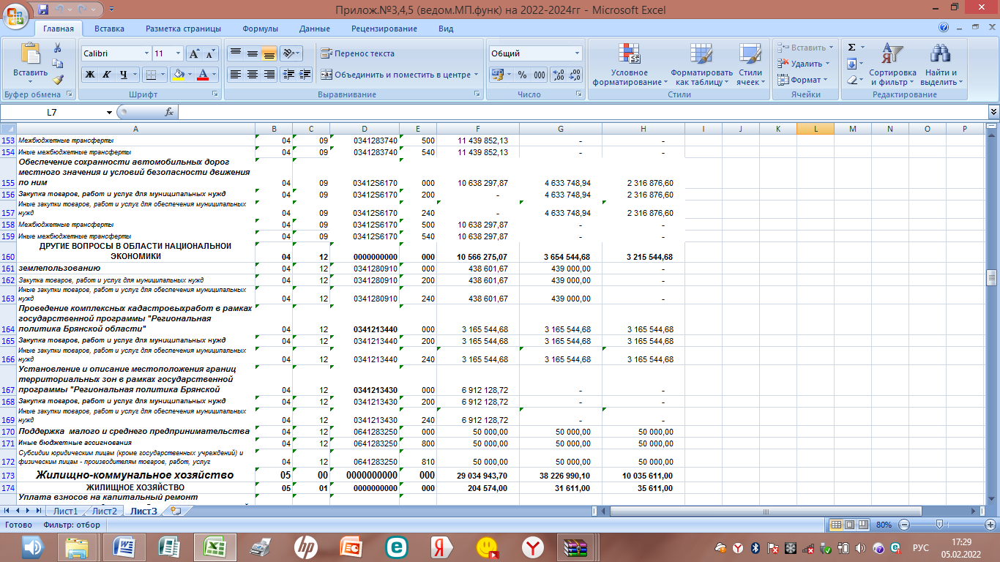 Прилож.№3,4,5 (ведом.МП.функ) на 2022-2024гг - Microsoft Excel
Главная Вставка Разметка страницы Формулы Данные Рецензирование Вид
Calibri 11 Перенос текста Общий Вставить
Вставить Ж К Ч Объединить и поместить в центре % 000 Условное форматирование Форматировать как таблицу Стили ячеек Удалить Формат Сортировка и фильтр Найти и выделить
Буфер обмена Шрифт Выравнивание Число Стили Ячейки Редактирование
L7 fx
A B C D E F G H I J K L M N O P
153 Межбюджетные трансферты 04 09 0341283740 500 11 439 852,13 - -
154 Иные межбюджетные трансферты 04 09 0341283740 540 11 439 852,13 - -
Обеспечение сохранности автомобильных дорог
местного значения и условий безопасности движения
155 по ним 04 09 03412S6170 000 10 638 297,87 4 633 748,94 2 316 876,60
156 Закупка товаров, работ и услуг для муниципальных нужд 04 09 03412S6170 200 - 4 633 748,94 2 316 876,60
Иные закупки товаров, работ и услуг для обеспечения муниципальных
157 нужд 04 09 03412S6170 240 - 4 633 748,94 2 316 876,60
158 Межбюджетные трансферты 04 09 03412S6170 500 10 638 297,87 - -
159 Иные межбюджетные трансферты 04 09 03412S6170 540 10 638 297,87 - -
ДРУГИЕ ВОПРОСЫ В ОБЛАСТИ НАЦИОНАЛЬНОИ
160 ЭКОНОМИКИ 04 12 0000000000 000 10 566 275,07 3 654 544,68 3 215 544,68
161 землепользованию 04 12 0341280910 000 438 601,67 439 000,00 -
162 Закупка товаров, работ и услуг для муниципальных нужд 04 12 0341280910 200 438 601,67 439 000,00 -
Иные закупки товаров, работ и услуг для обеспечения муниципальных
163 нужд 04 12 0341280910 240 438 601,67 439 000,00 -
Проведение комплексных кадастровыхработ в рамках
государственной программы "Региональная
164 политика Брянской области" 04 12 0341213440 000 3 165 544,68 3 165 544,68 3 165 544,68
165 Закупка товаров, работ и услуг для муниципальных нужд 04 12 0341213440 200 3 165 544,68 3 165 544,68 3 165 544,68
Иные закупки товаров, работ и услуг для обеспечения муниципальных
166 нужд 04 12 0341213440 240 3 165 544,68 3 165 544,68 3 165 544,68
Установление и описание местоположения границ
территориальных зон в рамках государственной
167 программы "Региональная политика Брянской 04 12 0341213430 000 6 912 128,72 - -
168 Закупка товаров, работ и услуг для муниципальных нужд 04 12 0341213430 200 6 912 128,72 - -
Иные закупки товаров, работ и услуг для обеспечения муниципальных
169 нужд 04 12 0341213430 240 6 912 128,72 - -
170 Поддержка малого и среднего предпринимательства 04 12 0641283250 000 50 000,00 50 000,00 50 000,00
171 Иные бюджетные ассигнования 04 12 0641283250 800 50 000,00 50 000,00 50 000,00
Субсидии юридическим лицам (кроме государственных учреждений) и
172 физическим лицам - производителям товаров, работ, услуг 04 12 0641283250 810 50 000,00 50 000,00 50 000,00
173 Жилищно-коммунальное хозяйство 05 00 0000000000 000 29 034 943,70 38 226 990,10 10 035 611,00
174 ЖИЛИЩНОЕ ХОЗЯЙСТВО 05 01 0000000000 000 204 574,00 31 611,00 35 611,00
Уплата взносов на капитальный ремонт
Лист1 Лист2 Лист3
Готово Фильтр: отбор 80%
РУС 17:29
05.02.2022